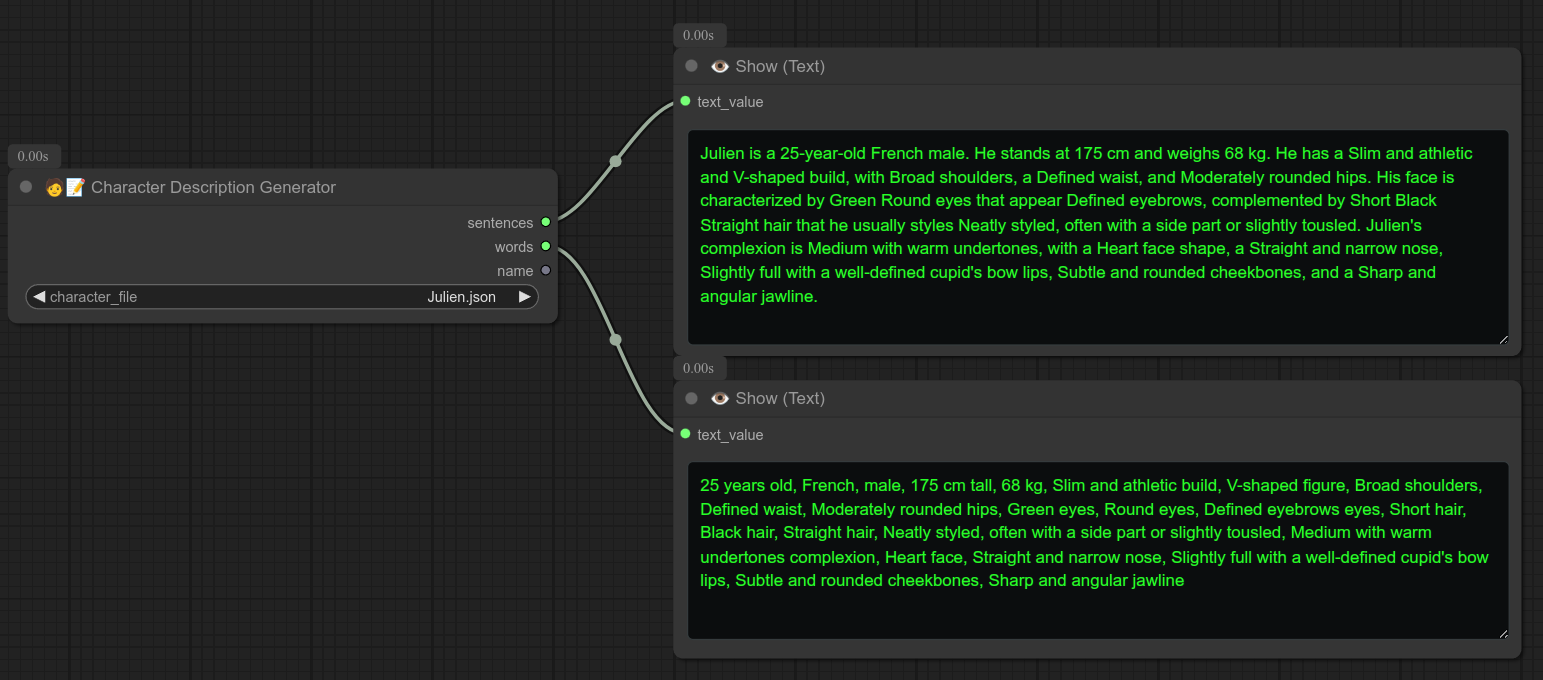 0.00s
🧑📝 Character Description Generator
sentences
words
name
◀ character_file Julien.json ▶
0.00s
👁️ Show (Text)
text_value
Julien is a 25-year-old French male. He stands at 175 cm and weighs 68 kg. He has a Slim and athletic
and V-shaped build, with Broad shoulders, a Defined waist, and Moderately rounded hips. His face is
characterized by Green Round eyes that appear Defined eyebrows, complemented by Short Black
Straight hair that he usually styles Neatly styled, often with a side part or slightly tousled. Julien's
complexion is Medium with warm undertones, with a Heart face shape, a Straight and narrow nose,
Slightly full with a well-defined cupid's bow lips, Subtle and rounded cheekbones, and a Sharp and
angular jawline.
0.00s
👁️ Show (Text)
text_value
25 years old, French, male, 175 cm tall, 68 kg, Slim and athletic build, V-shaped figure, Broad shoulders,
Defined waist, Moderately rounded hips, Green eyes, Round eyes, Defined eyebrows eyes, Short hair,
Black hair, Straight hair, Neatly styled, often with a side part or slightly tousled, Medium with warm
undertones complexion, Heart face, Straight and narrow nose, Slightly full with a well-defined cupid's bow
lips, Subtle and rounded cheekbones, Sharp and angular jawline